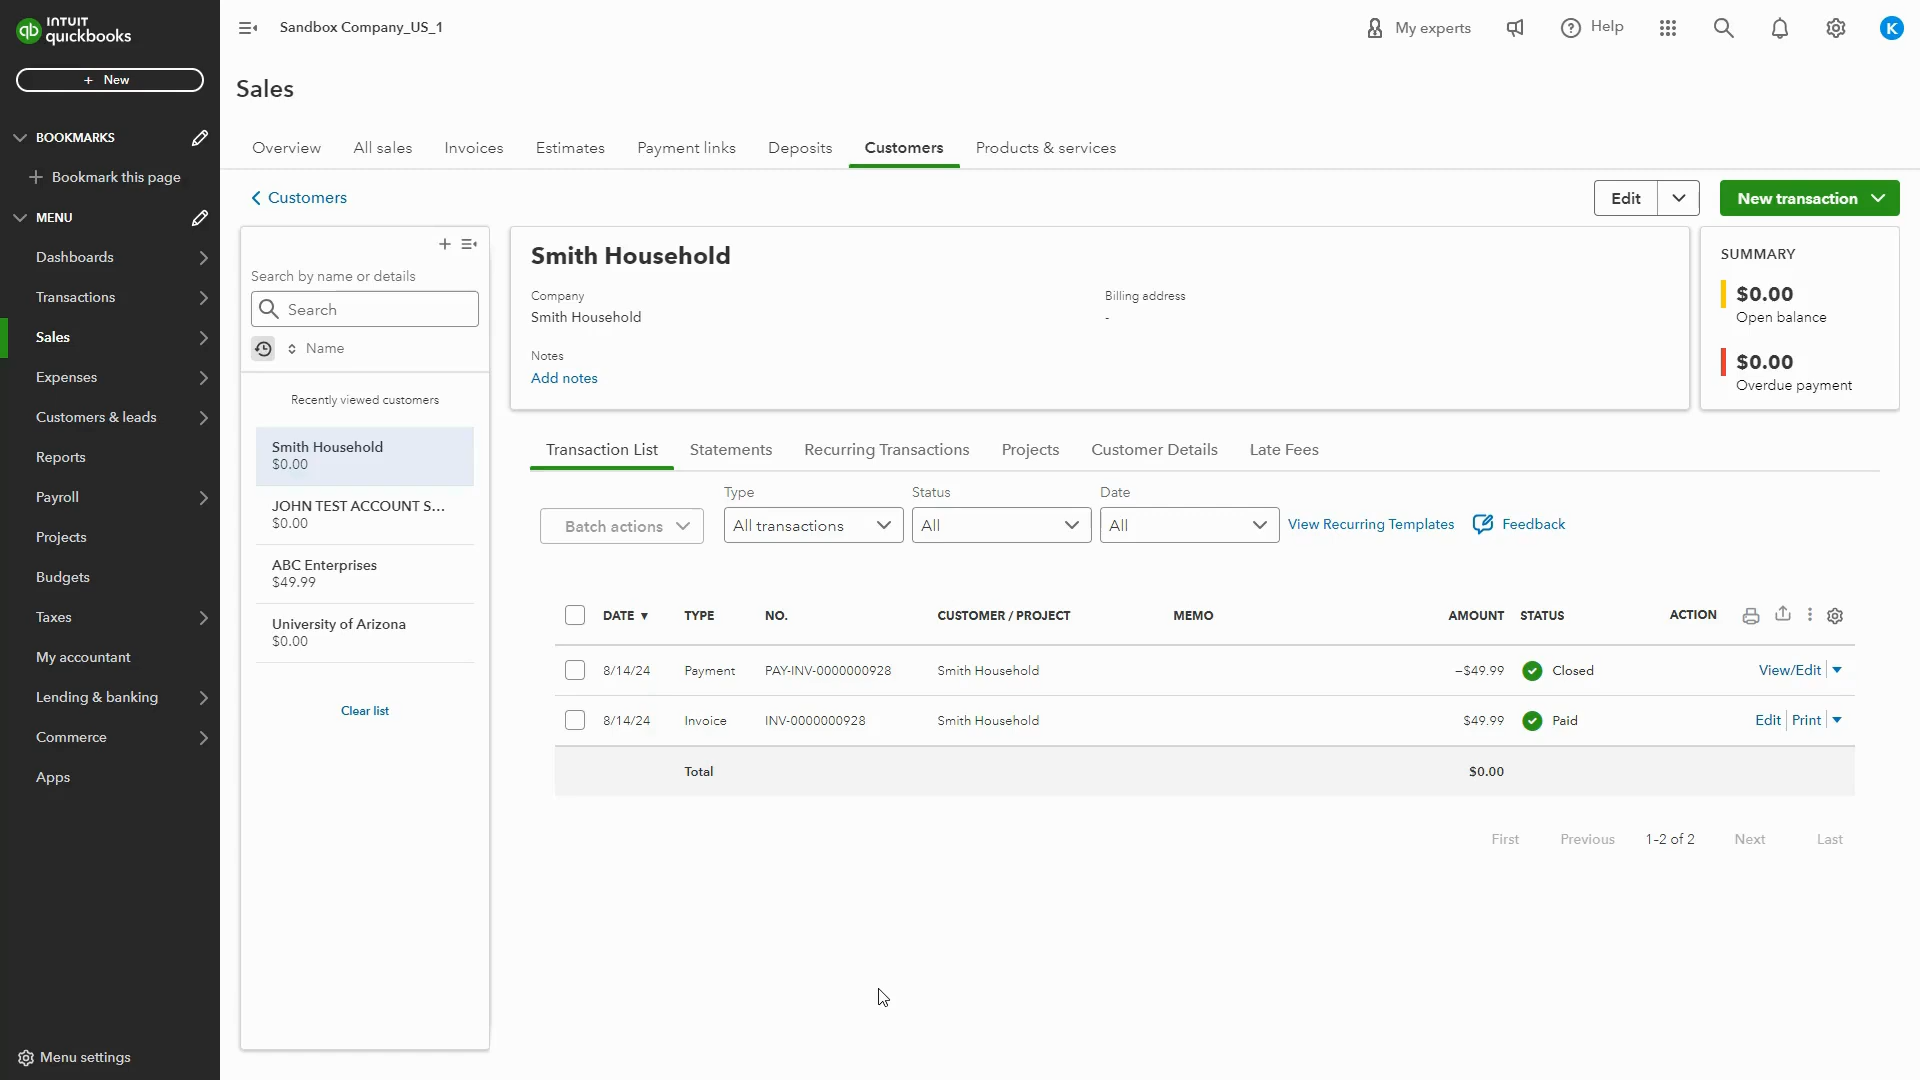 INTUIT
qb quickbooks
+ New
BOOKMARKS
Bookmark this page
MENU
Dashboards
Transactions
Sales
Expenses
Customers & leads
Reports
Payroll
Projects
Budgets
Taxes
My accountant
Lending & banking
Commerce
Apps
Menu settings
Sandbox Company_US_1
My experts
Help
K
Sales
Overview
All sales
Invoices
Estimates
Payment links
Deposits
Customers
Products & services
Customers
Edit
New transaction
Search by name or details
Search
Name
Recently viewed customers
Smith Household
$0.00
JOHN TEST ACCOUNT S...
$0.00
ABC Enterprises
$49.99
University of Arizona
$0.00
Clear list
Smith Household
Company
Smith Household
Billing address
-
Notes
Add notes
SUMMARY
$0.00
Open balance
$0.00
Overdue payment
Transaction List
Statements
Recurring Transactions
Projects
Customer Details
Late Fees
Batch actions
Type
All transactions
Status
All
Date
All
View Recurring Templates
Feedback
DATE ▼ TYPE NO. CUSTOMER / PROJECT MEMO AMOUNT STATUS ACTION
8/14/24 Payment PAY-INV-0000000928 Smith Household –$49.99 Closed View/Edit
8/14/24 Invoice INV-0000000928 Smith Household $49.99 Paid Edit Print
Total $0.00
First Previous 1-2 of 2 Next Last